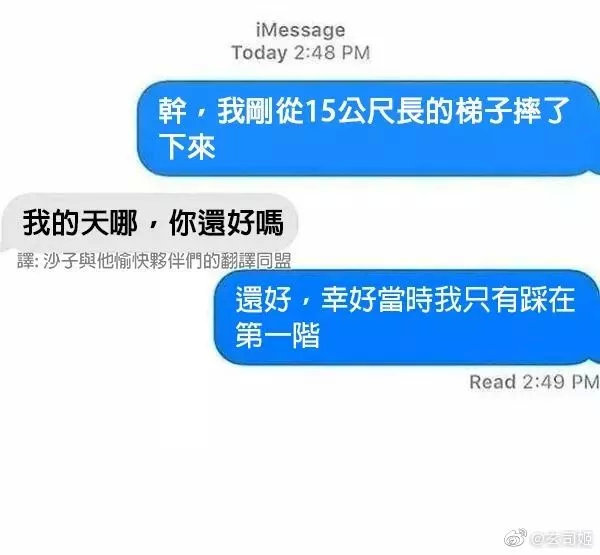 iMessage
Today 2:48 PM
幹，我剛從15公尺長的梯子摔了
下來
我的天哪，你還好嗎
譯: 沙子與他愉快夥伴們的翻譯同盟
還好，幸好當時我只有踩在
第一階
Read 2:49 PM
@玄司姬